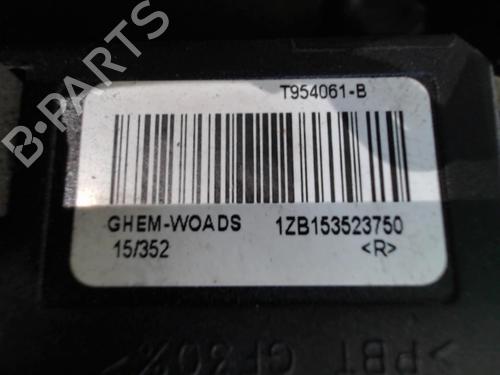 B-PARTS
T954061-B
GHEM-WOADS 1ZB153523750
15/352 <R>
>PBT GF30%<